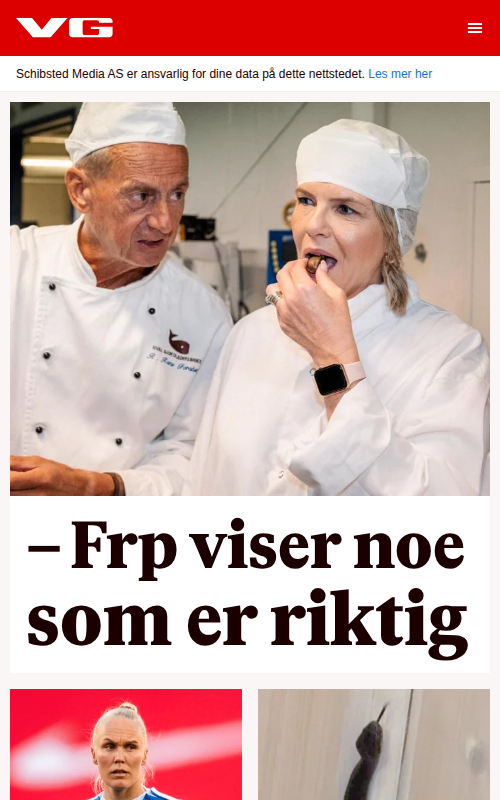 VG
Schibsted Media AS er ansvarlig for dine data på dette nettstedet. Les mer her
– Frp viser noe
som er riktig